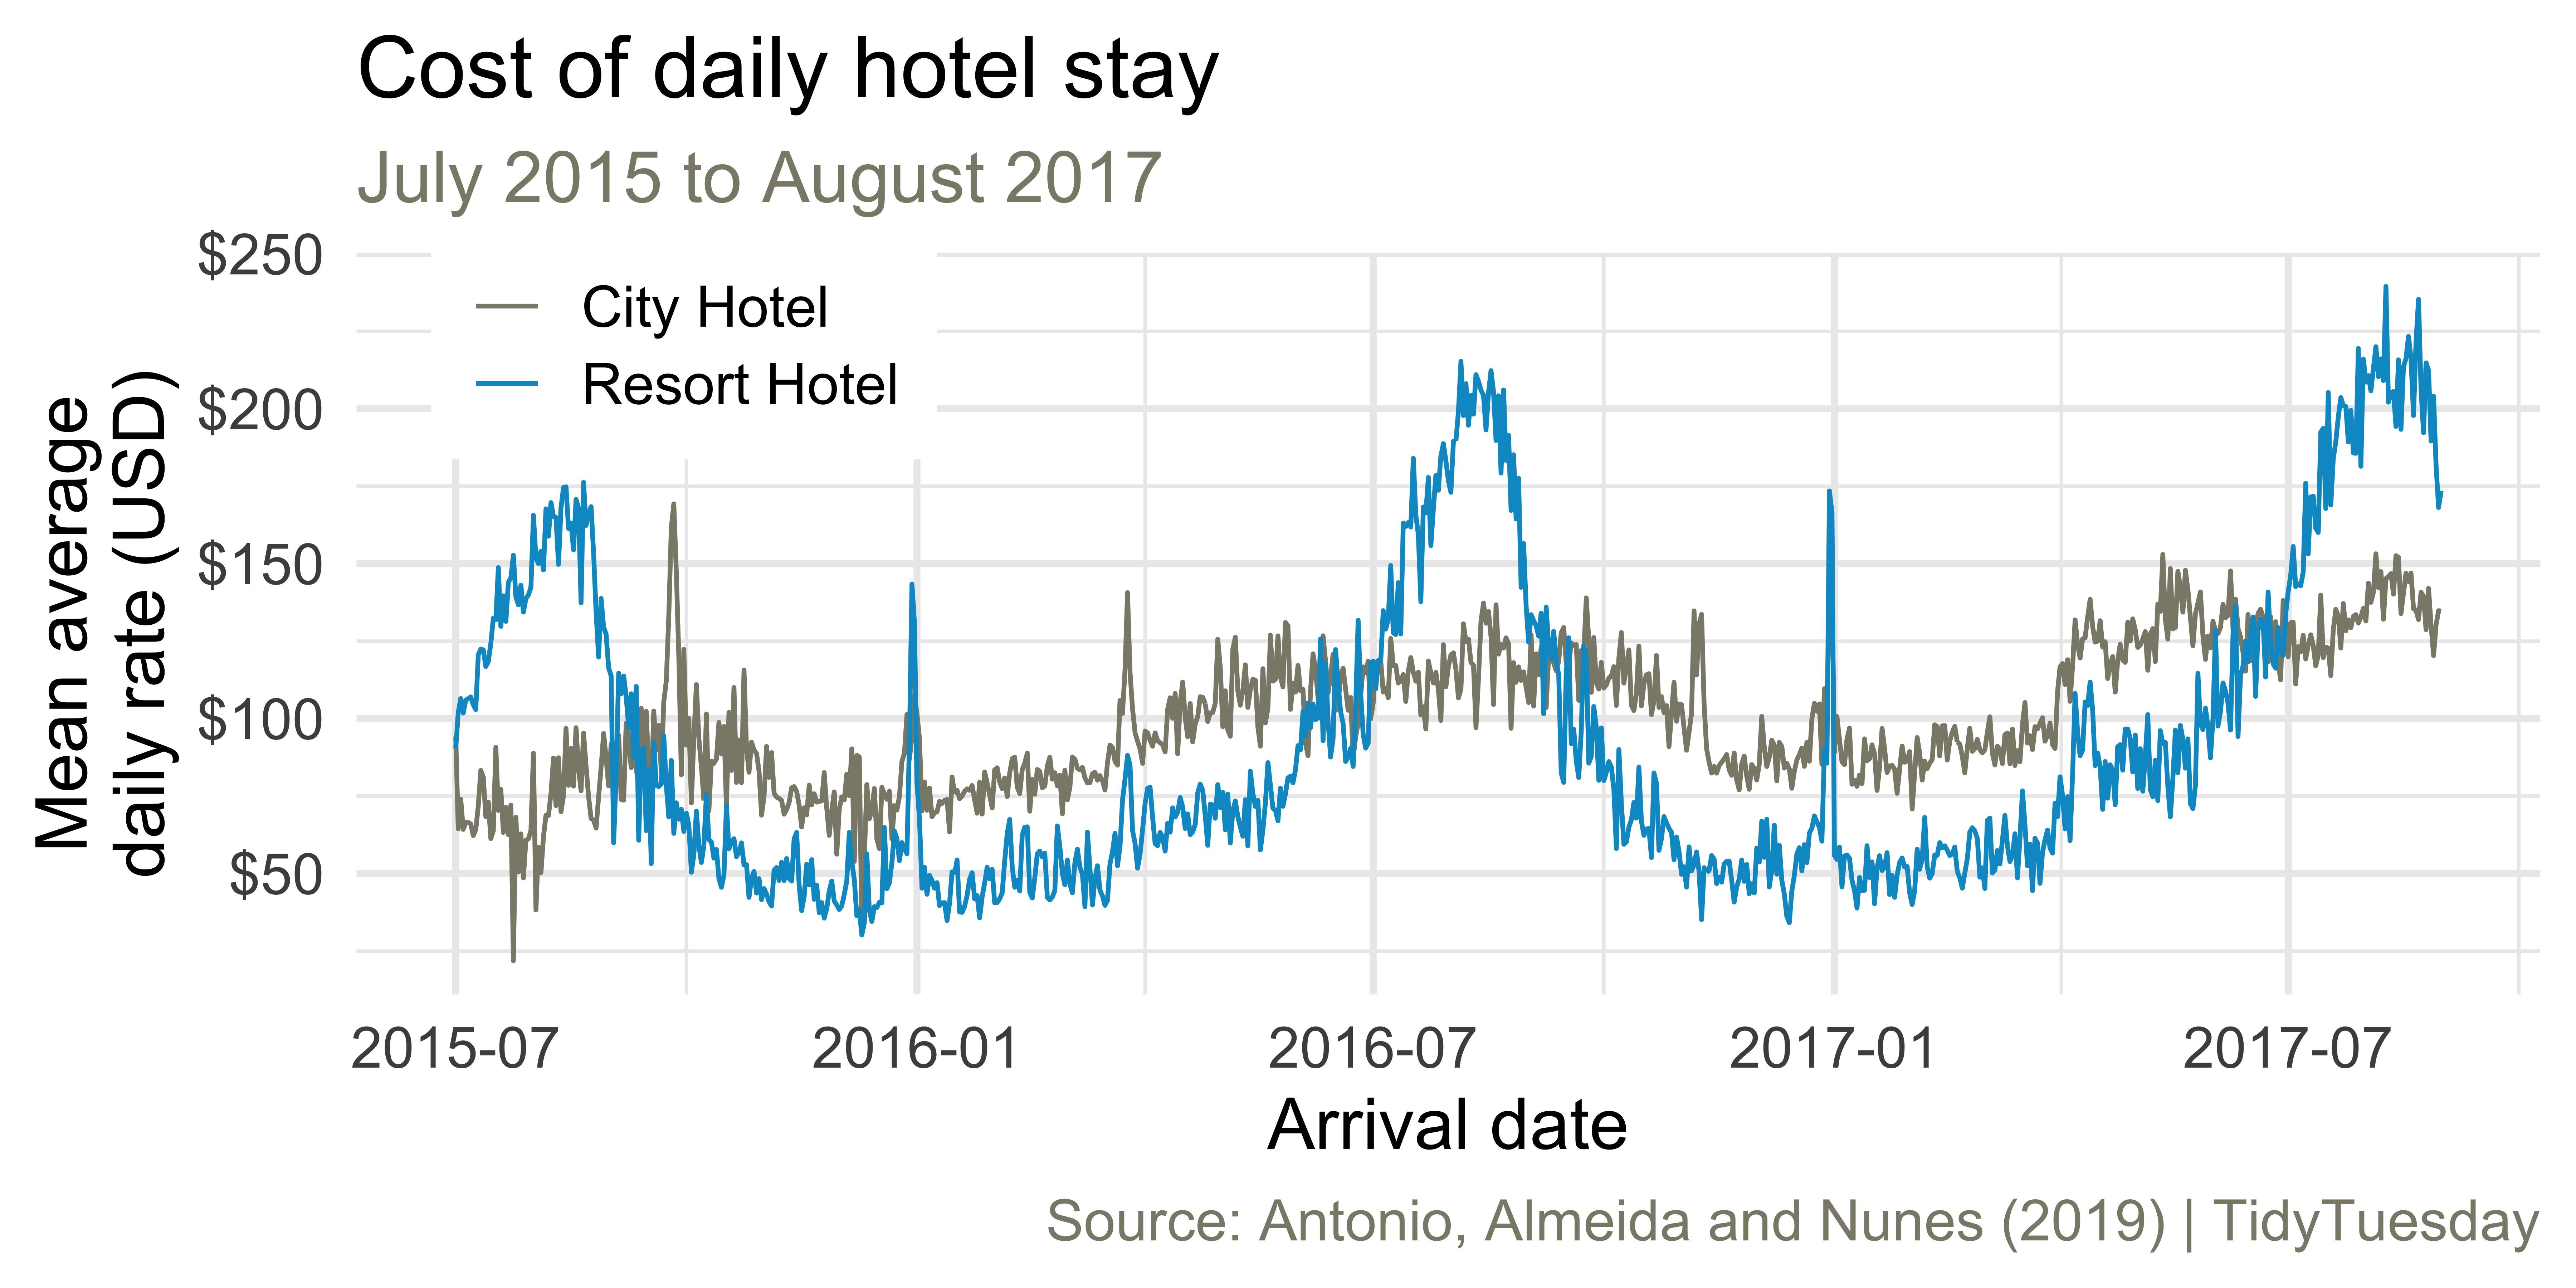 Cost of daily hotel stay
July 2015 to August 2017
Mean average
daily rate (USD)
$250
$200
$150
$100
$50
City Hotel
Resort Hotel
2015-07
2016-01
2016-07
2017-01
2017-07
Arrival date
Source: Antonio, Almeida and Nunes (2019) | TidyTuesday